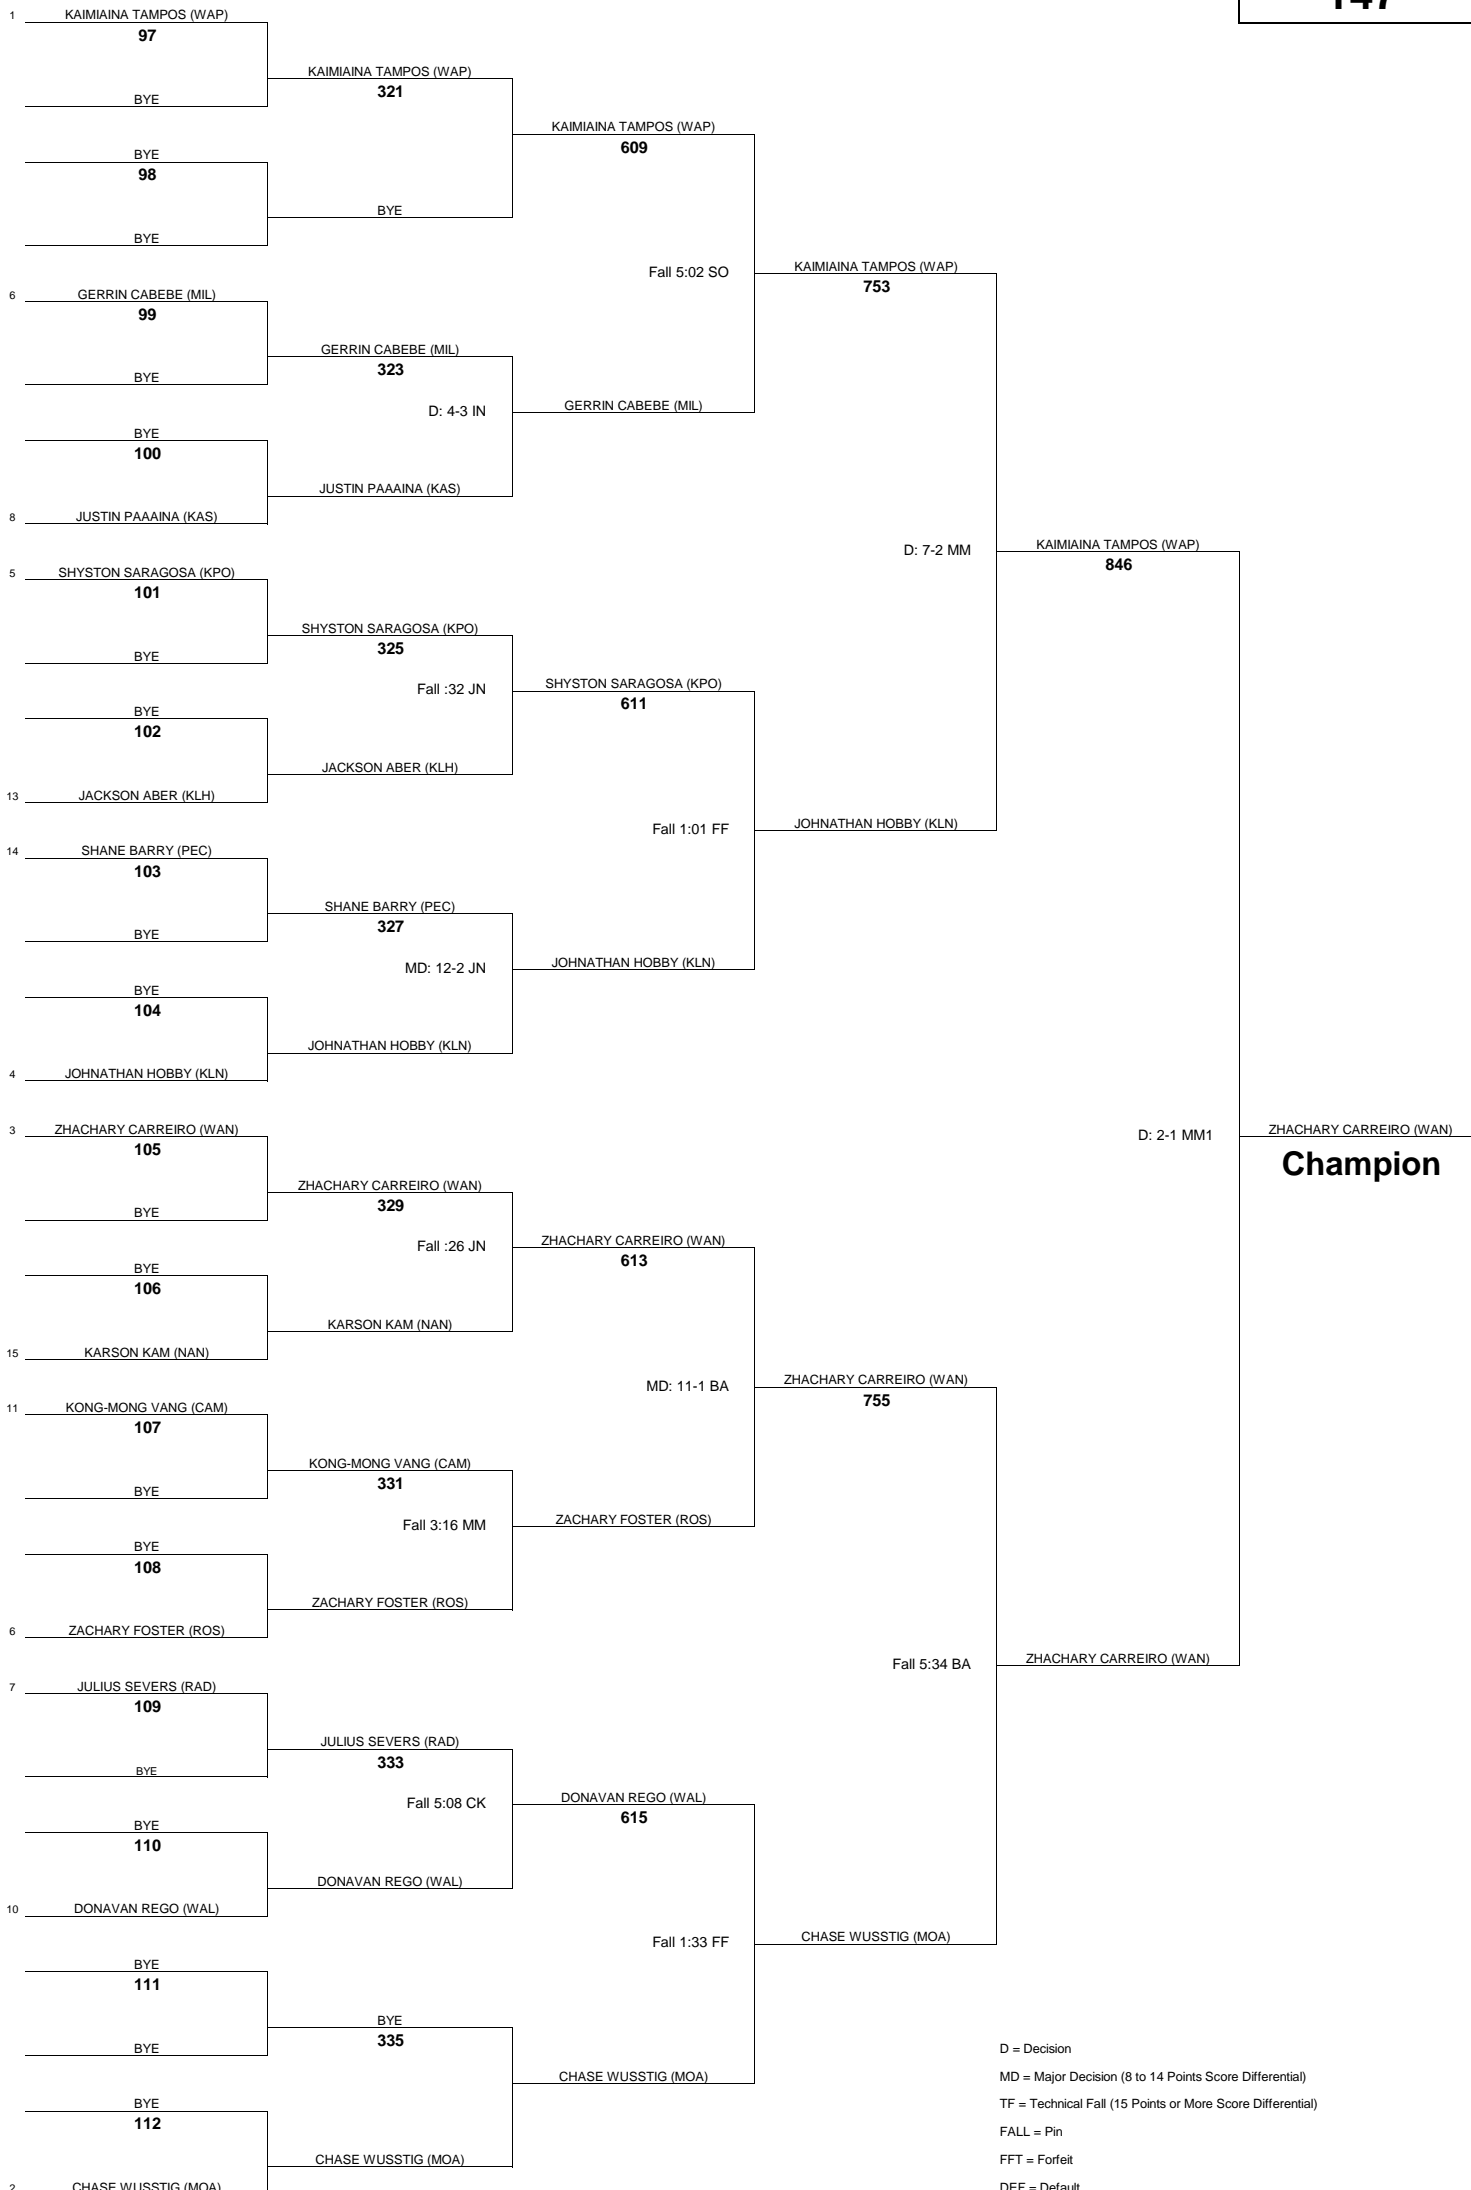 147
1 KAIMIAINA TAMPOS (WAP)
97
BYE
BYE
98
BYE
6 GERRIN CABEBE (MIL)
99
BYE
BYE
100
8 JUSTIN PAAAINA (KAS)
5 SHYSTON SARAGOSA (KPO)
101
BYE
BYE
102
13 JACKSON ABER (KLH)
14 SHANE BARRY (PEC)
103
BYE
BYE
104
4 JOHNATHAN HOBBY (KLN)
3 ZHACHARY CARREIRO (WAN)
105
BYE
BYE
106
15 KARSON KAM (NAN)
11 KONG-MONG VANG (CAM)
107
BYE
BYE
108
6 ZACHARY FOSTER (ROS)
7 JULIUS SEVERS (RAD)
109
BYE
BYE
110
10 DONAVAN REGO (WAL)
BYE
111
BYE
BYE
112
2 CHASE WUSSTIG (MOA)
KAIMIAINA TAMPOS (WAP)
321
BYE
GERRIN CABEBE (MIL)
323
D: 4-3 IN
JUSTIN PAAAINA (KAS)
SHYSTON SARAGOSA (KPO)
325
Fall :32 JN
JACKSON ABER (KLH)
SHANE BARRY (PEC)
327
MD: 12-2 JN
JOHNATHAN HOBBY (KLN)
ZHACHARY CARREIRO (WAN)
329
Fall :26 JN
KARSON KAM (NAN)
KONG-MONG VANG (CAM)
331
Fall 3:16 MM
ZACHARY FOSTER (ROS)
JULIUS SEVERS (RAD)
333
Fall 5:08 CK
DONAVAN REGO (WAL)
BYE
335
CHASE WUSSTIG (MOA)
KAIMIAINA TAMPOS (WAP)
609
Fall 5:02 SO
GERRIN CABEBE (MIL)
SHYSTON SARAGOSA (KPO)
611
Fall 1:01 FF
JOHNATHAN HOBBY (KLN)
ZHACHARY CARREIRO (WAN)
613
MD: 11-1 BA
ZACHARY FOSTER (ROS)
DONAVAN REGO (WAL)
615
Fall 1:33 FF
CHASE WUSSTIG (MOA)
KAIMIAINA TAMPOS (WAP)
753
D: 7-2 MM
JOHNATHAN HOBBY (KLN)
ZHACHARY CARREIRO (WAN)
755
Fall 5:34 BA
CHASE WUSSTIG (MOA)
KAIMIAINA TAMPOS (WAP)
846
D: 2-1 MM1
ZHACHARY CARREIRO (WAN)
ZHACHARY CARREIRO (WAN)
Champion
D = Decision
MD = Major Decision (8 to 14 Points Score Differential)
TF = Technical Fall (15 Points or More Score Differential)
FALL = Pin
FFT = Forfeit
DEF = Default